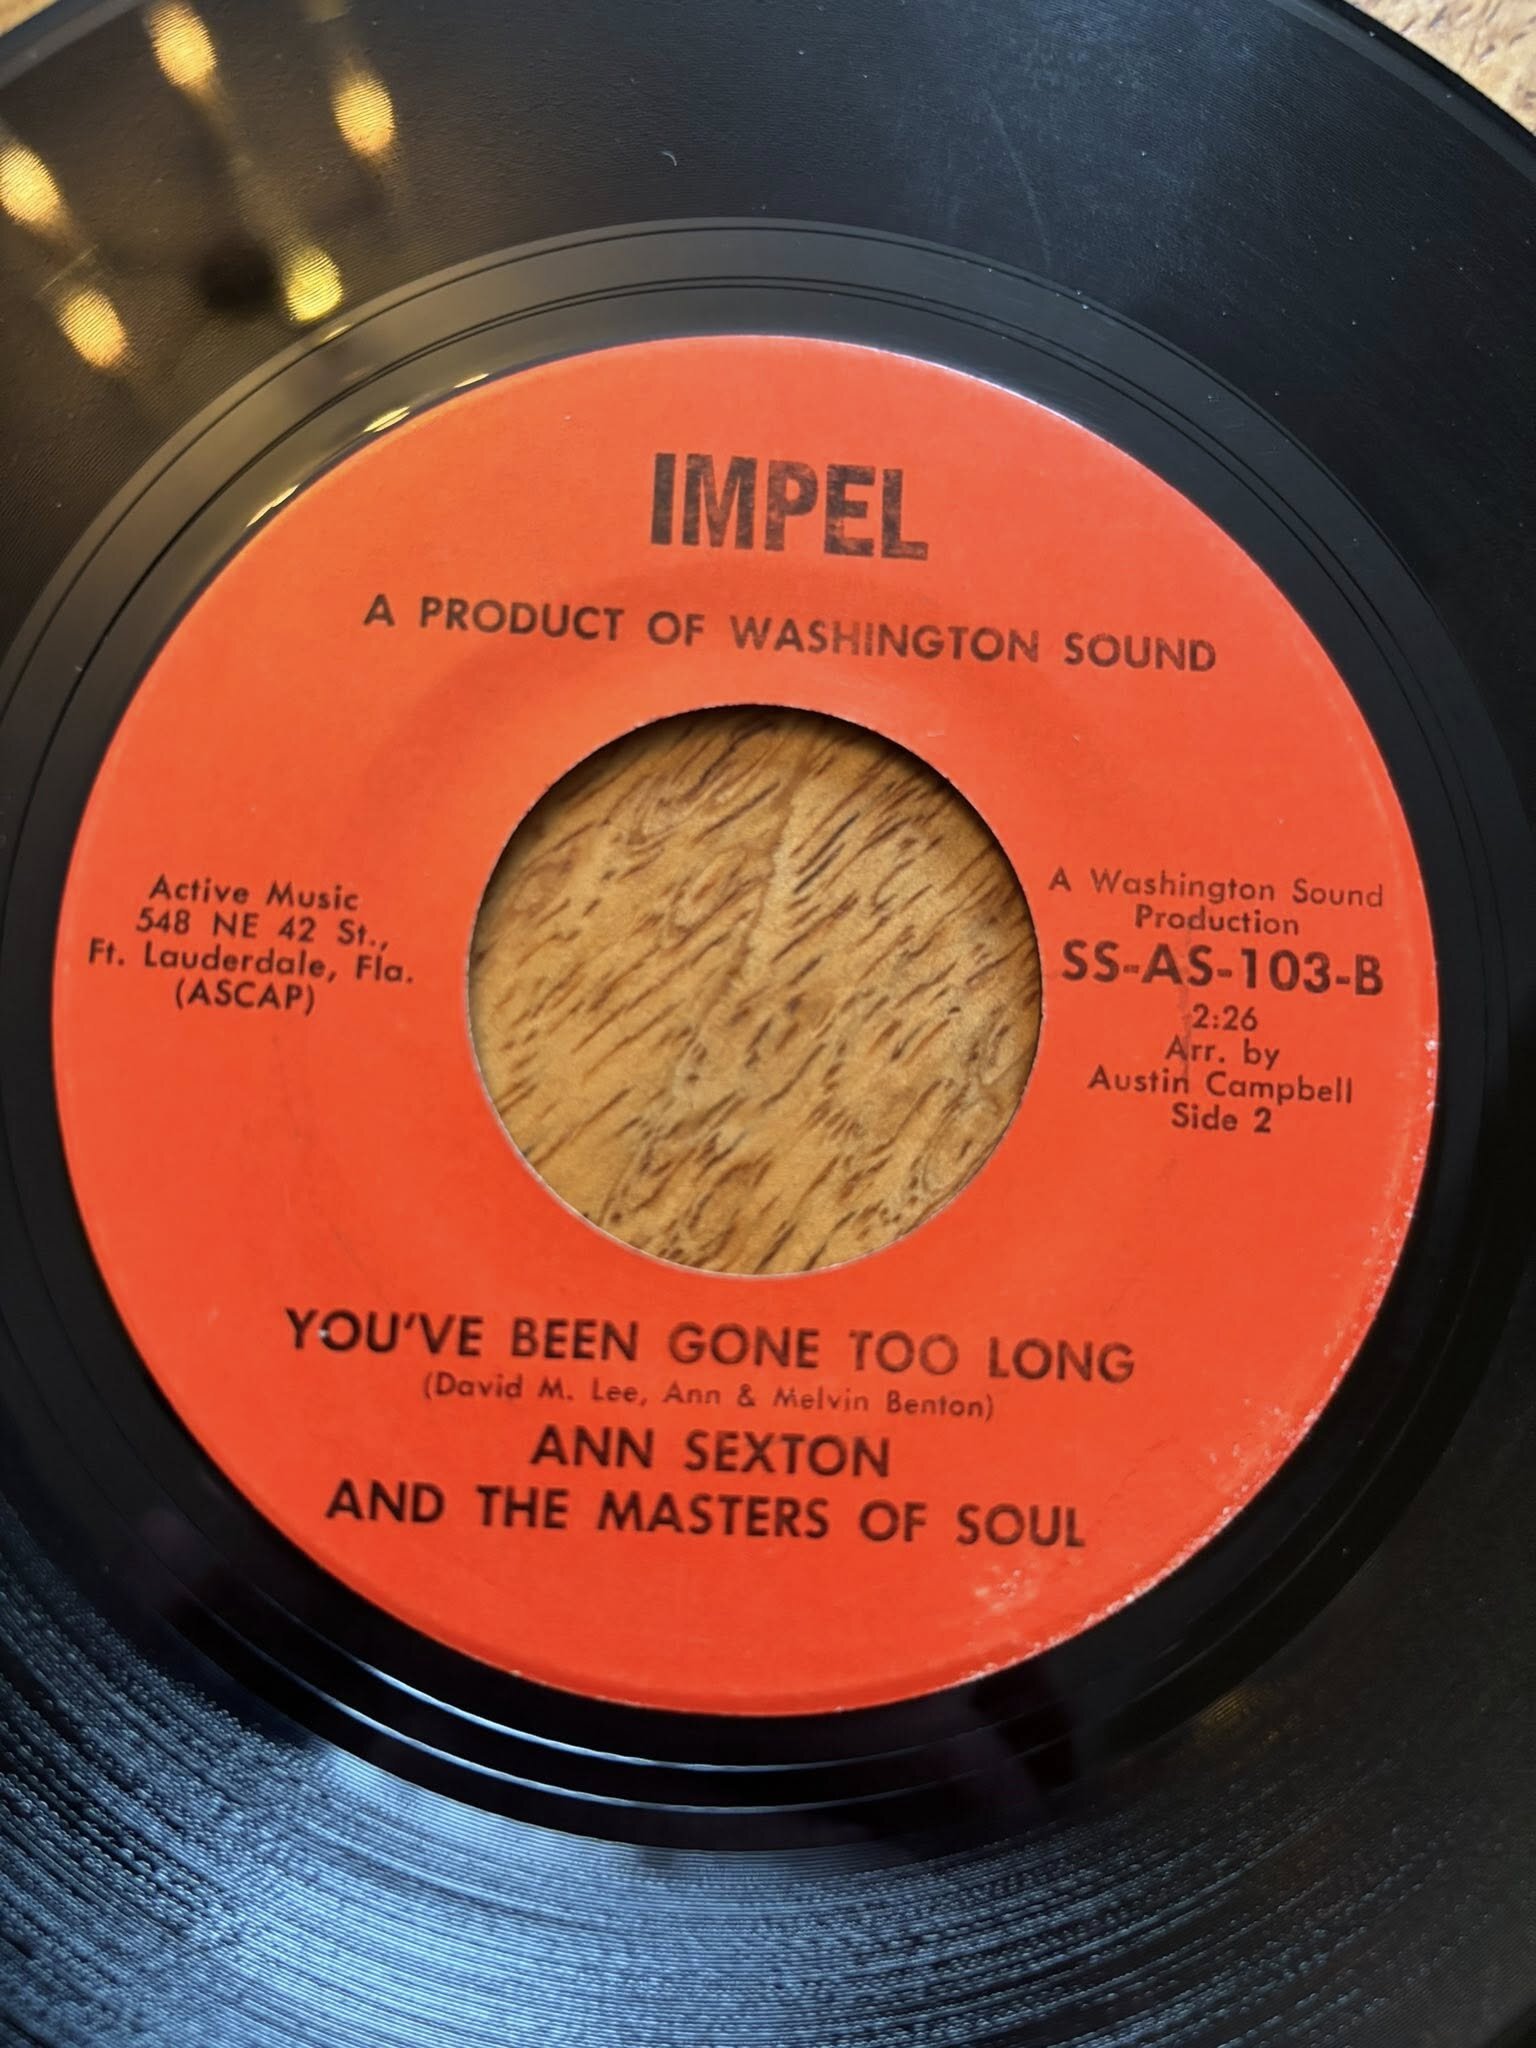 IMPEL
A PRODUCT OF WASHINGTON SOUND
Active Music
548 NE 42 St.,
Ft. Lauderdale, Fla.
(ASCAP)
A Washington Sound
Production
SS-AS-103-B
2:26
Arr. by
Austin Campbell
Side 2
YOU'VE BEEN GONE TOO LONG
(David M. Lee, Ann & Melvin Benton)
ANN SEXTON
AND THE MASTERS OF SOUL